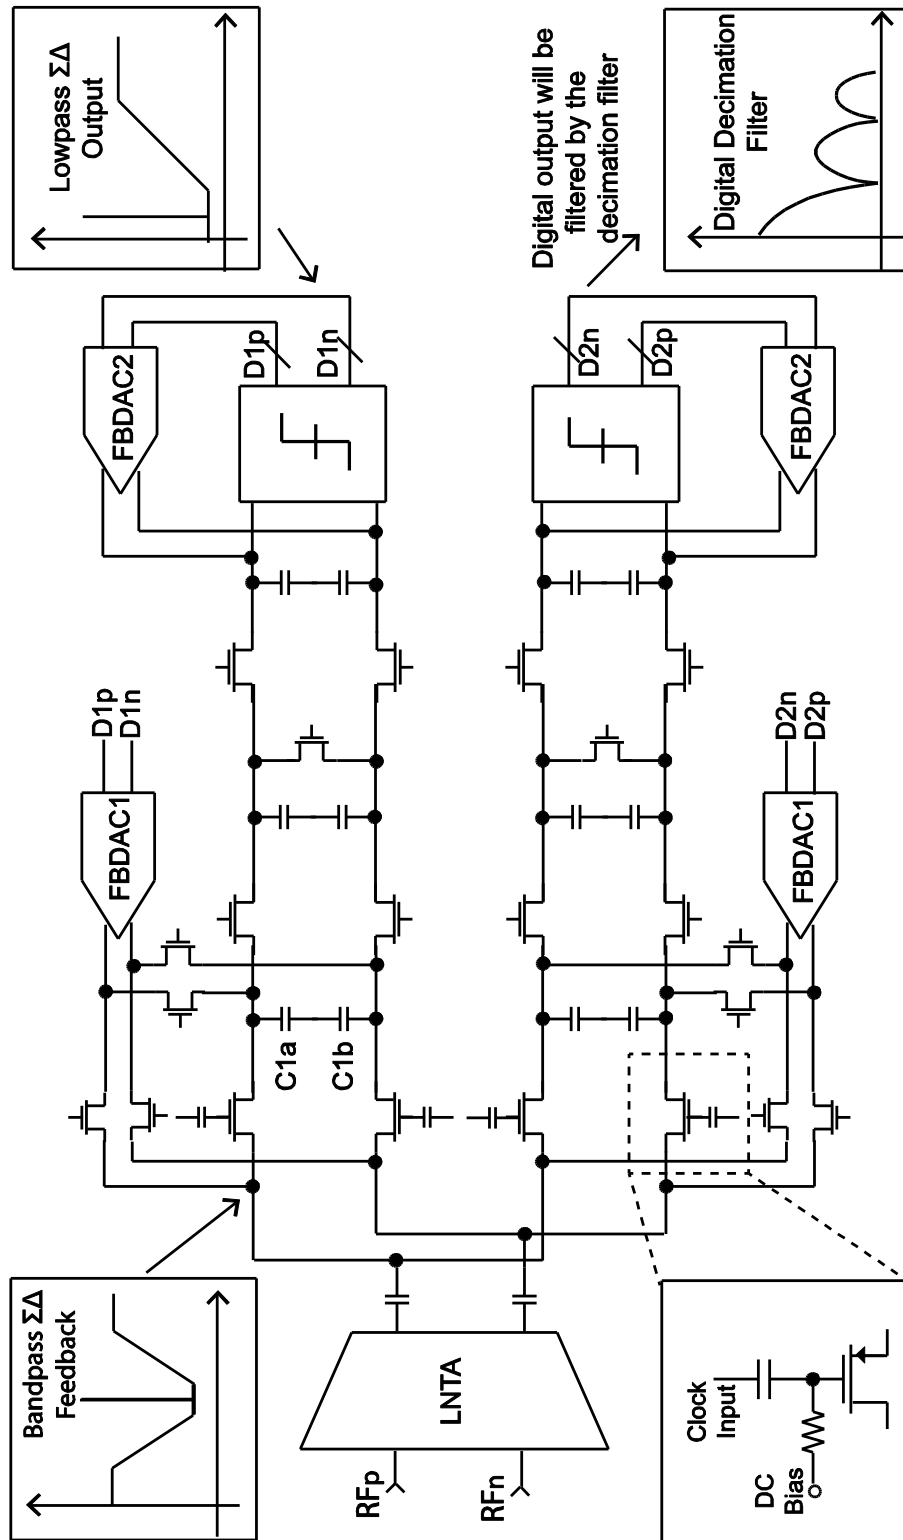 Lowpass ΣΔ
Output
Digital output will be
filtered by the
decimation filter
Digital Decimation
Filter
FBDAC2
D1p
D1n
D2n
D2p
FBDAC2
D1p
D1n
FBDAC1
D2n
D2p
FBDAC1
C1a
C1b
Bandpass ΣΔ
Feedback
LNTA
RFp
RFn
Clock
Input
DC
Bias